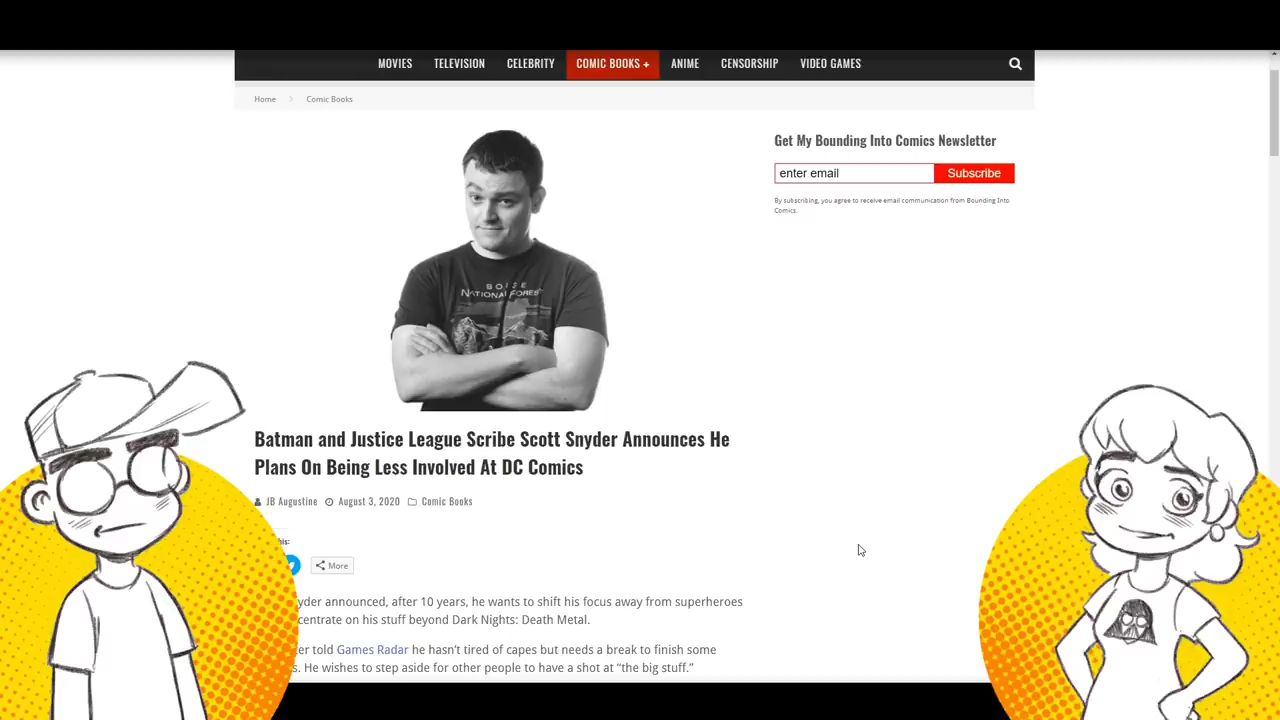 MOVIES TELEVISION CELEBRITY COMIC BOOKS + ANIME CENSORSHIP VIDEO GAMES
Home > Comic Books
Get My Bounding Into Comics Newsletter
enter email Subscribe
By subscribing, you agree to receive email communication from Bounding Into
Comics.
BOISE
NATIONAL FOREST
Batman and Justice League Scribe Scott Snyder Announces He
Plans On Being Less Involved At DC Comics
JB Augustine August 3, 2020 Comic Books
his:
More
yder announced, after 10 years, he wants to shift his focus away from superheroes
centrate on his stuff beyond Dark Nights: Death Metal.
er told Games Radar he hasn't tired of capes but needs a break to finish some
s. He wishes to step aside for other people to have a shot at “the big stuff.”